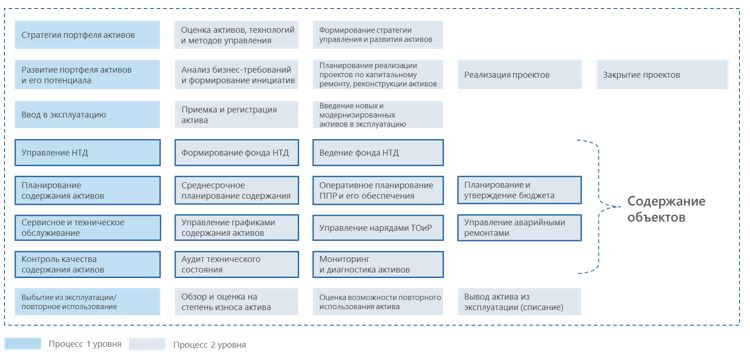 Стратегия портфеля активов
Оценка активов, технологий
и методов управления
Формирование стратегии
управления и развития активов
Развитие портфеля активов
и его потенциала
Анализ бизнес-требований
и формирование инициатив
Планирование реализации
проектов по капитальному
ремонту, реконструкции активов
Реализация проектов
Закрытие проектов
Ввод в эксплуатацию
Приемка и регистрация
актива
Введение новых и
модернизированных
активов в эксплуатацию
Управление НТД
Формирование фонда НТД
Ведение фонда НТД
Планирование
содержания активов
Среднесрочное
планирование содержания
Оперативное планирование
ППР и его обеспечения
Планирование и
утверждение бюджета
Сервисное и техническое
обслуживание
Управление графиками
содержания активов
Управление нарядами ТОиР
Управление аварийными
ремонтами
Контроль качества
содержания активов
Аудит технического
состояния
Мониторинг
и диагностика активов
Содержание
объектов
Выбытие из эксплуатации/
повторное использование
Обзор и оценка на
степень износа актива
Оценка возможности повторного
использования актива
Вывод актива из
эксплуатации (списание)
Процесс 1 уровня
Процесс 2 уровня